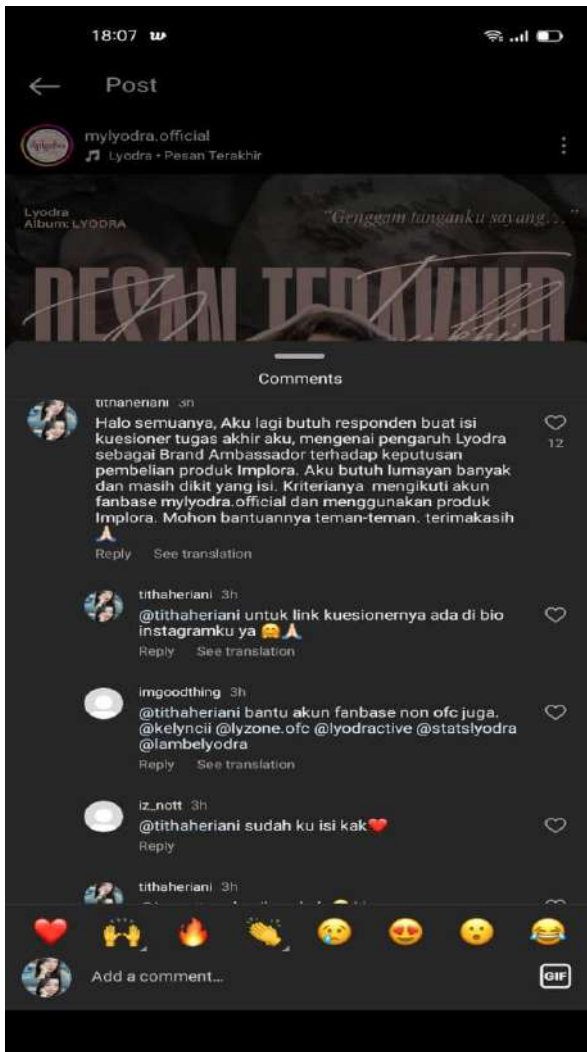 18:07
Post
mylyodra.official
Lyodra • Pesan Terakhir
Lyodra
Album: LYODRA
"Genggam tanganku sayang..."
PESAN TERAKHIR
Comments
tithaheriani 3h
Halo semuanya, Aku lagi butuh responden buat isi
kuesioner tugas akhir aku, mengenai pengaruh Lyodra
sebagai Brand Ambassador terhadap keputusan
pembelian produk Implora. Aku butuh lumayan banyak
dan masih dikit yang isi. Kriterianya mengikuti akun
fanbase mylyodra.official dan menggunakan produk
Implora. Mohon bantuannya teman-teman. terimakasih
🙏🏻
12
Reply See translation
tithaheriani 3h
@tithaheriani untuk link kuesionernya ada di bio
instagramku ya 🤗🙏🏻
Reply See translation
imgoodthing 3h
@tithaheriani bantu akun fanbase non ofc juga.
@kelyncii @lyzone.ofc @lyodractive @statslyodra
@lambelyodra
Reply See translation
iz_nott 3h
@tithaheriani sudah ku isi kak❤️
Reply
tithaheriani 3h
Add a comment...
GIF